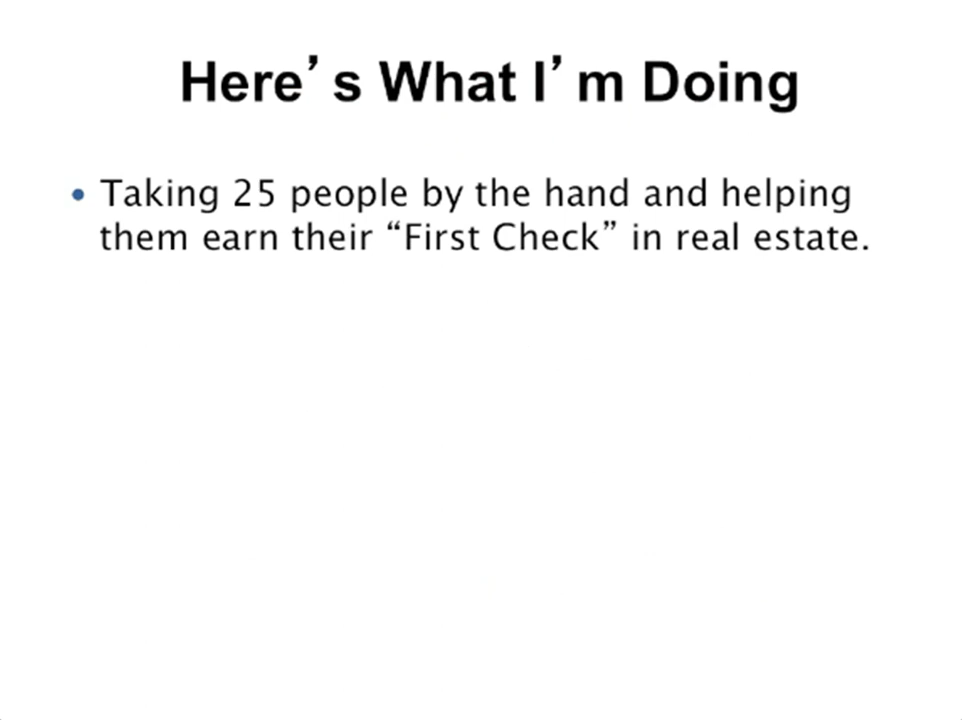 Here’s What I’m Doing
• Taking 25 people by the hand and helping
them earn their “First Check” in real estate.